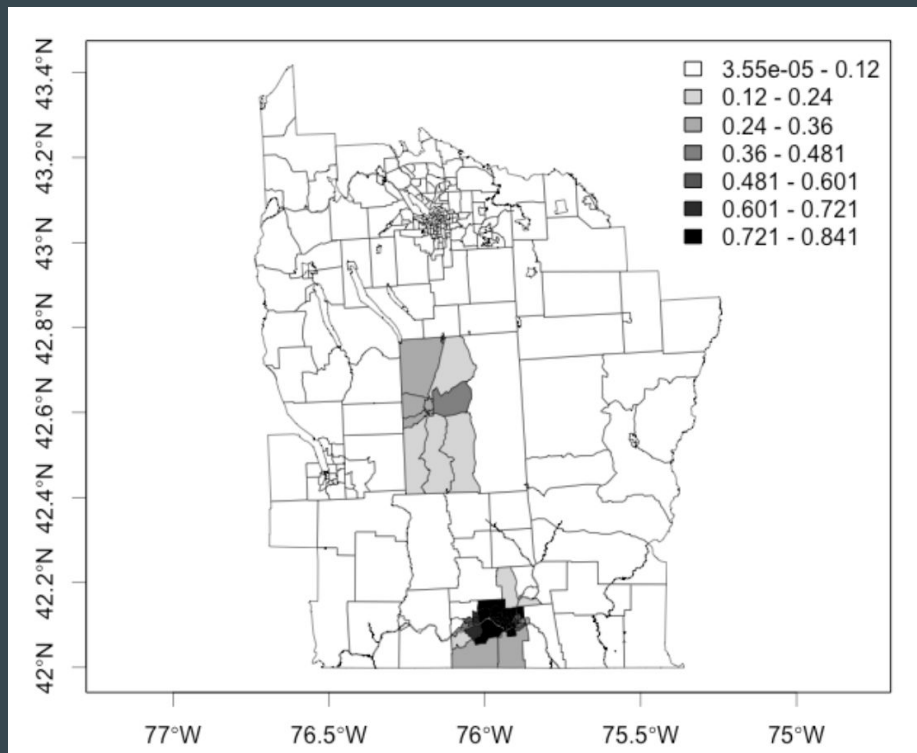 3.55e-05 - 0.12
0.12 - 0.24
0.24 - 0.36
0.36 - 0.481
0.481 - 0.601
0.601 - 0.721
0.721 - 0.841
43.4°N
43.2°N
43°N
42.8°N
42.6°N
42.4°N
42.2°N
42°N
77°W
76.5°W
76°W
75.5°W
75°W